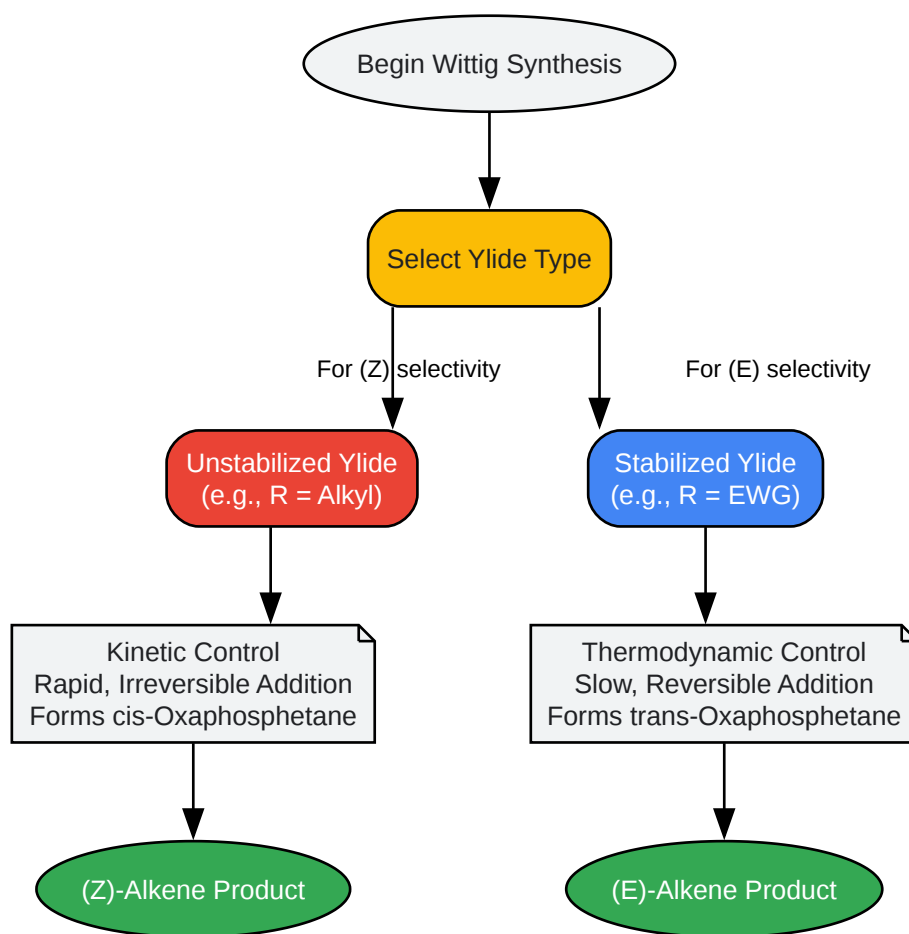 Begin Wittig Synthesis
Select Ylide Type
For (Z) selectivity
For (E) selectivity
Unstabilized Ylide
(e.g., R = Alkyl)
Stabilized Ylide
(e.g., R = EWG)
Kinetic Control
Rapid, Irreversible Addition
Forms cis-Oxaphosphetane
Thermodynamic Control
Slow, Reversible Addition
Forms trans-Oxaphosphetane
(Z)-Alkene Product
(E)-Alkene Product